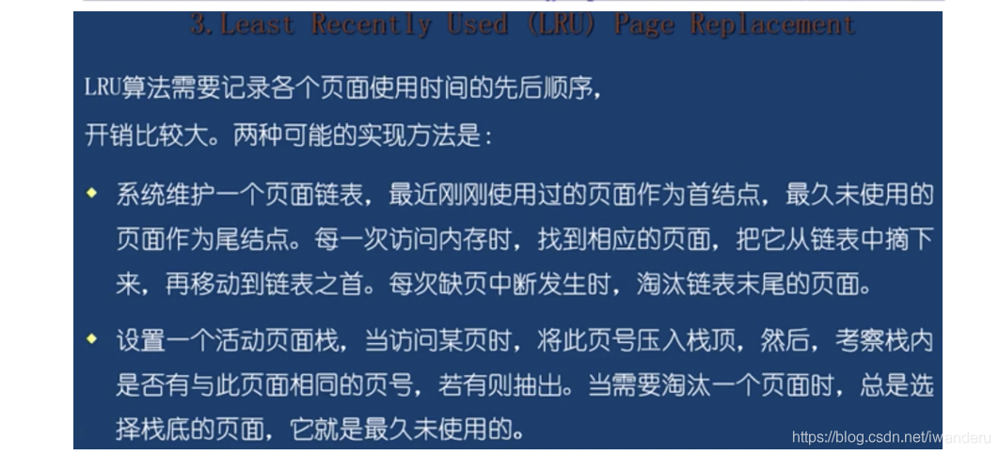 3.Least Recently Used (LRU) Page Replacement
LRU算法需要记录各个页面使用时间的先后顺序，
开销比较大。两种可能的实现方法是：
系统维护一个页面链表，最近刚刚使用过的页面作为首结点，最久未使用的
页面作为尾结点。每一次访问内存时，找到相应的页面，把它从链表中摘下
来，再移动到链表之首。每次缺页中断发生时，淘汰链表末尾的页面。
设置一个活动页面栈，当访问某页时，将此页号压入栈顶，然后，考察栈内
是否有与此页面相同的页号，若有则抽出。当需要淘汰一个页面时，总是选
择栈底的页面，它就是最久未使用的。
https://blog.csdn.net/iwanderu